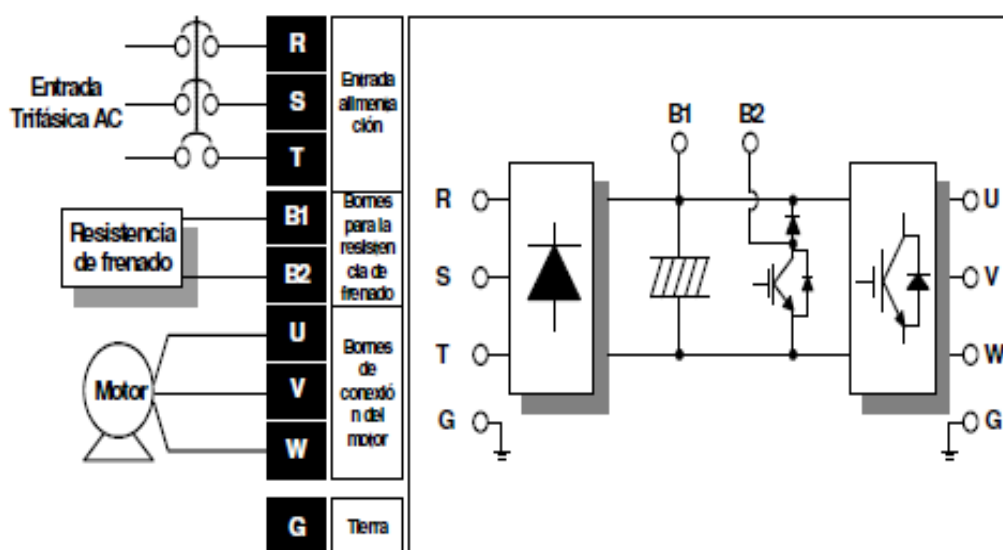 Entrada
Trifásica AC
R
S
T
Entrada
alimenta
ción
Resistencia
de frenado
B1
B2
Bornes
para la
resisten
cia de
frenado
Motor
U
V
W
Bornes
de
conexió
n del
motor
G
Tierra
B1
B2
R
S
T
G
U
V
W
G